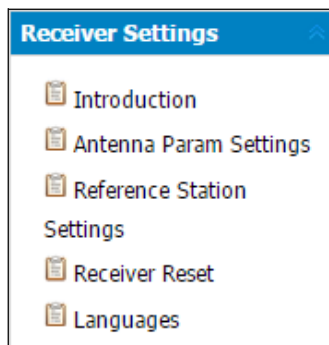 Receiver Settings
Introduction
Antenna Param Settings
Reference Station
Settings
Receiver Reset
Languages